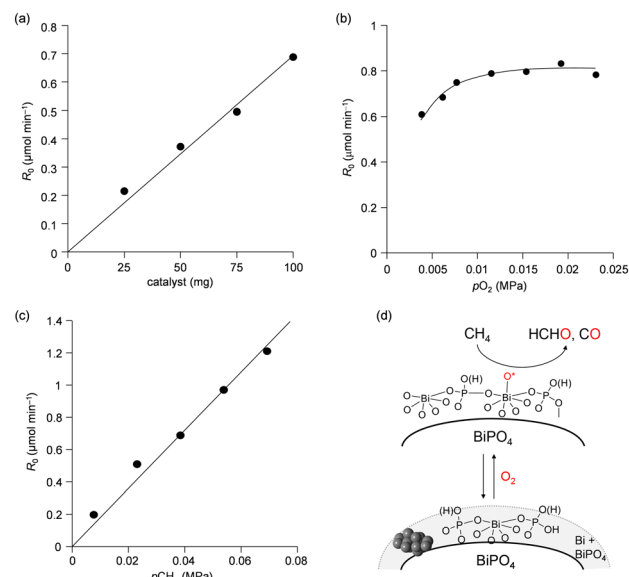 (a)
0.8
0.7
0.6
0.5
0.4
0.3
0.2
0.1
0
R₀ (μmol min⁻¹)
0 25 50 75 100
catalyst (mg)
(b)
1
0.8
0.6
0.4
0.2
0
R₀ (μmol min⁻¹)
0 0.005 0.01 0.015 0.02 0.025
pO₂ (MPa)
(c)
1.4
1.2
1
0.8
0.6
0.4
0.2
0
R₀ (μmol min⁻¹)
0 0.02 0.04 0.06 0.08
pCH₄ (MPa)
(d)
CH₄ HCHO, CO
O(H) O* O(H)
O Bi O P O Bi O P
O O O O O O O O O
BiPO₄
O₂
(H)O O(H)
P O Bi O P
O O O O O OH
Bi +
BiPO₄
BiPO₄